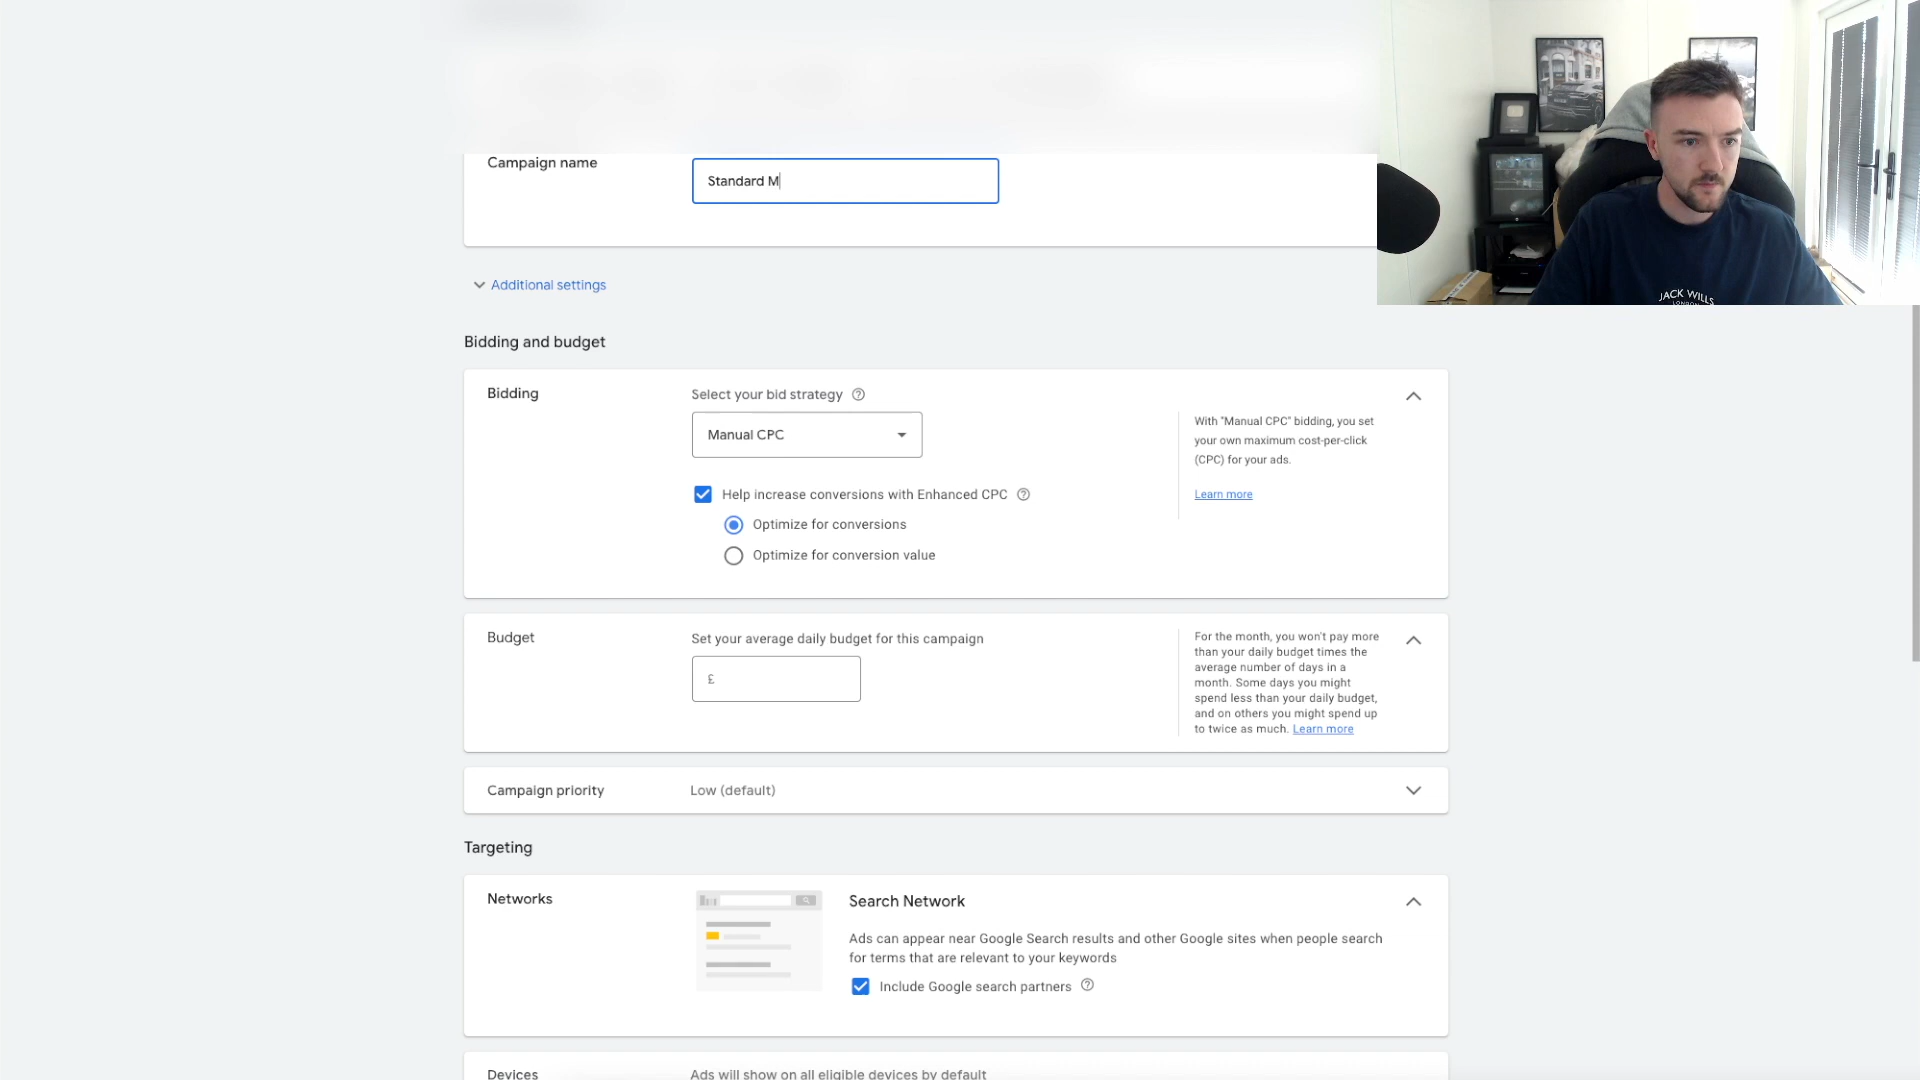 Campaign name
Standard M
Additional settings
Bidding and budget
Bidding
Select your bid strategy
Manual CPC
With "Manual CPC" bidding, you set
your own maximum cost-per-click
(CPC) for your ads.
Learn more
Help increase conversions with Enhanced CPC
Optimize for conversions
Optimize for conversion value
Budget
Set your average daily budget for this campaign
£
For the month, you won't pay more
than your daily budget times the
average number of days in a
month. Some days you might
spend less than your daily budget,
and on others you might spend up
to twice as much. Learn more
Campaign priority
Low (default)
Targeting
Networks
Search Network
Ads can appear near Google Search results and other Google sites when people search
for terms that are relevant to your keywords
Include Google search partners
Devices
Ads will show on all eligible devices by default
JACK WILLS
LONDON